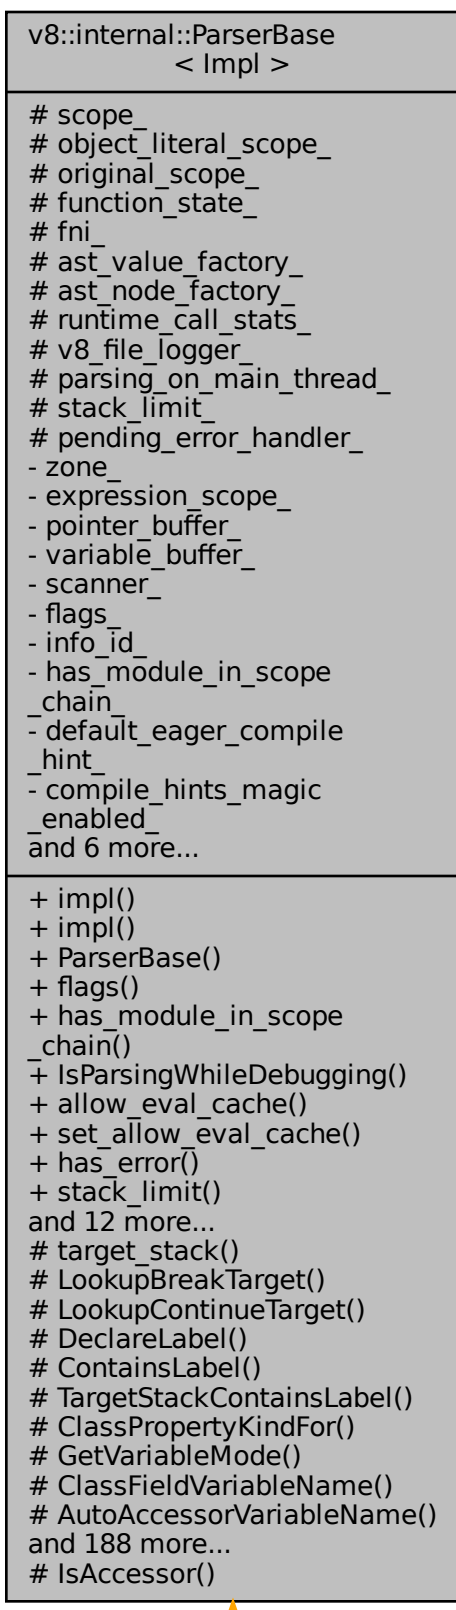 v8::internal::ParserBase
< Impl >
# scope_
# object_literal_scope_
# original_scope_
# function_state_
# fni_
# ast_value_factory_
# ast_node_factory_
# runtime_call_stats_
# v8_file_logger_
# parsing_on_main_thread_
# stack_limit_
# pending_error_handler_
- zone_
- expression_scope_
- pointer_buffer_
- variable_buffer_
- scanner_
- flags_
- info_id_
- has_module_in_scope
_chain_
- default_eager_compile
_hint_
- compile_hints_magic
_enabled_
and 6 more...
+ impl()
+ impl()
+ ParserBase()
+ flags()
+ has_module_in_scope
_chain()
+ IsParsingWhileDebugging()
+ allow_eval_cache()
+ set_allow_eval_cache()
+ has_error()
+ stack_limit()
and 12 more...
# target_stack()
# LookupBreakTarget()
# LookupContinueTarget()
# DeclareLabel()
# ContainsLabel()
# TargetStackContainsLabel()
# ClassPropertyKindFor()
# GetVariableMode()
# ClassFieldVariableName()
# AutoAccessorVariableName()
and 188 more...
# IsAccessor()